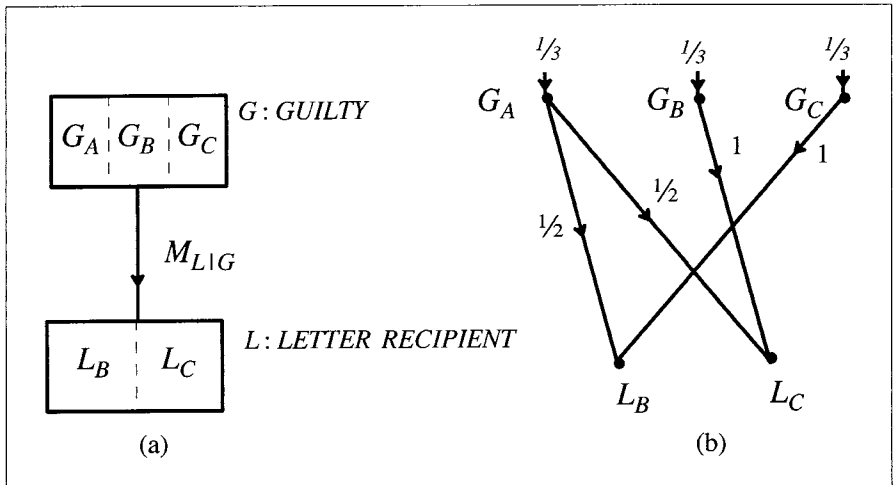 G_A G_B G_C
G : GUILTY
M_{L|G}
L_B L_C
L : LETTER RECIPIENT
(a)
1/3 1/3 1/3
G_A G_B G_C
1 1
1/2 1/2
L_B L_C
(b)